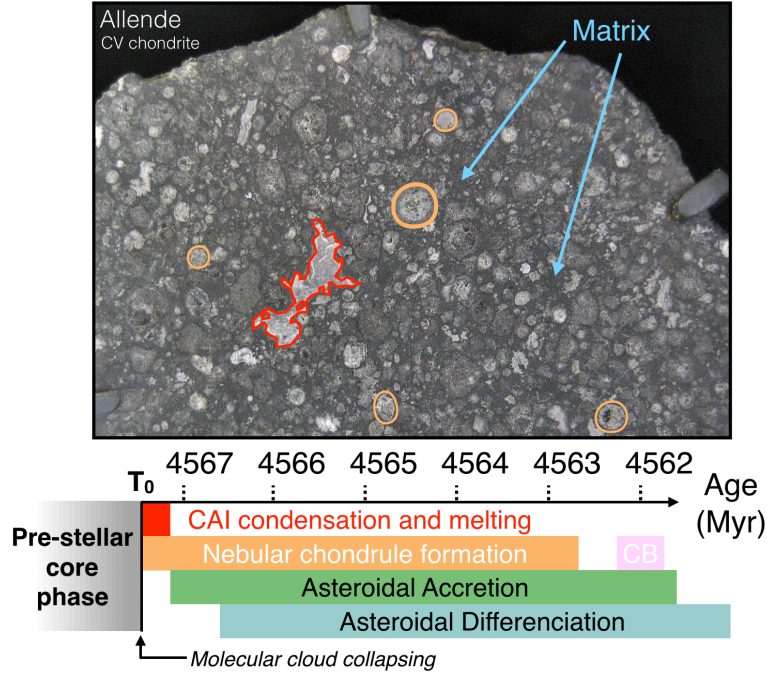 Allende
CV chondrite
Matrix
4567 4566 4565 4564 4563 4562
T₀
Age
(Myr)
Pre-stellar
core
phase
CAI condensation and melting
Nebular chondrule formation
CB
Asteroidal Accretion
Asteroidal Differenciation
Molecular cloud collapsing